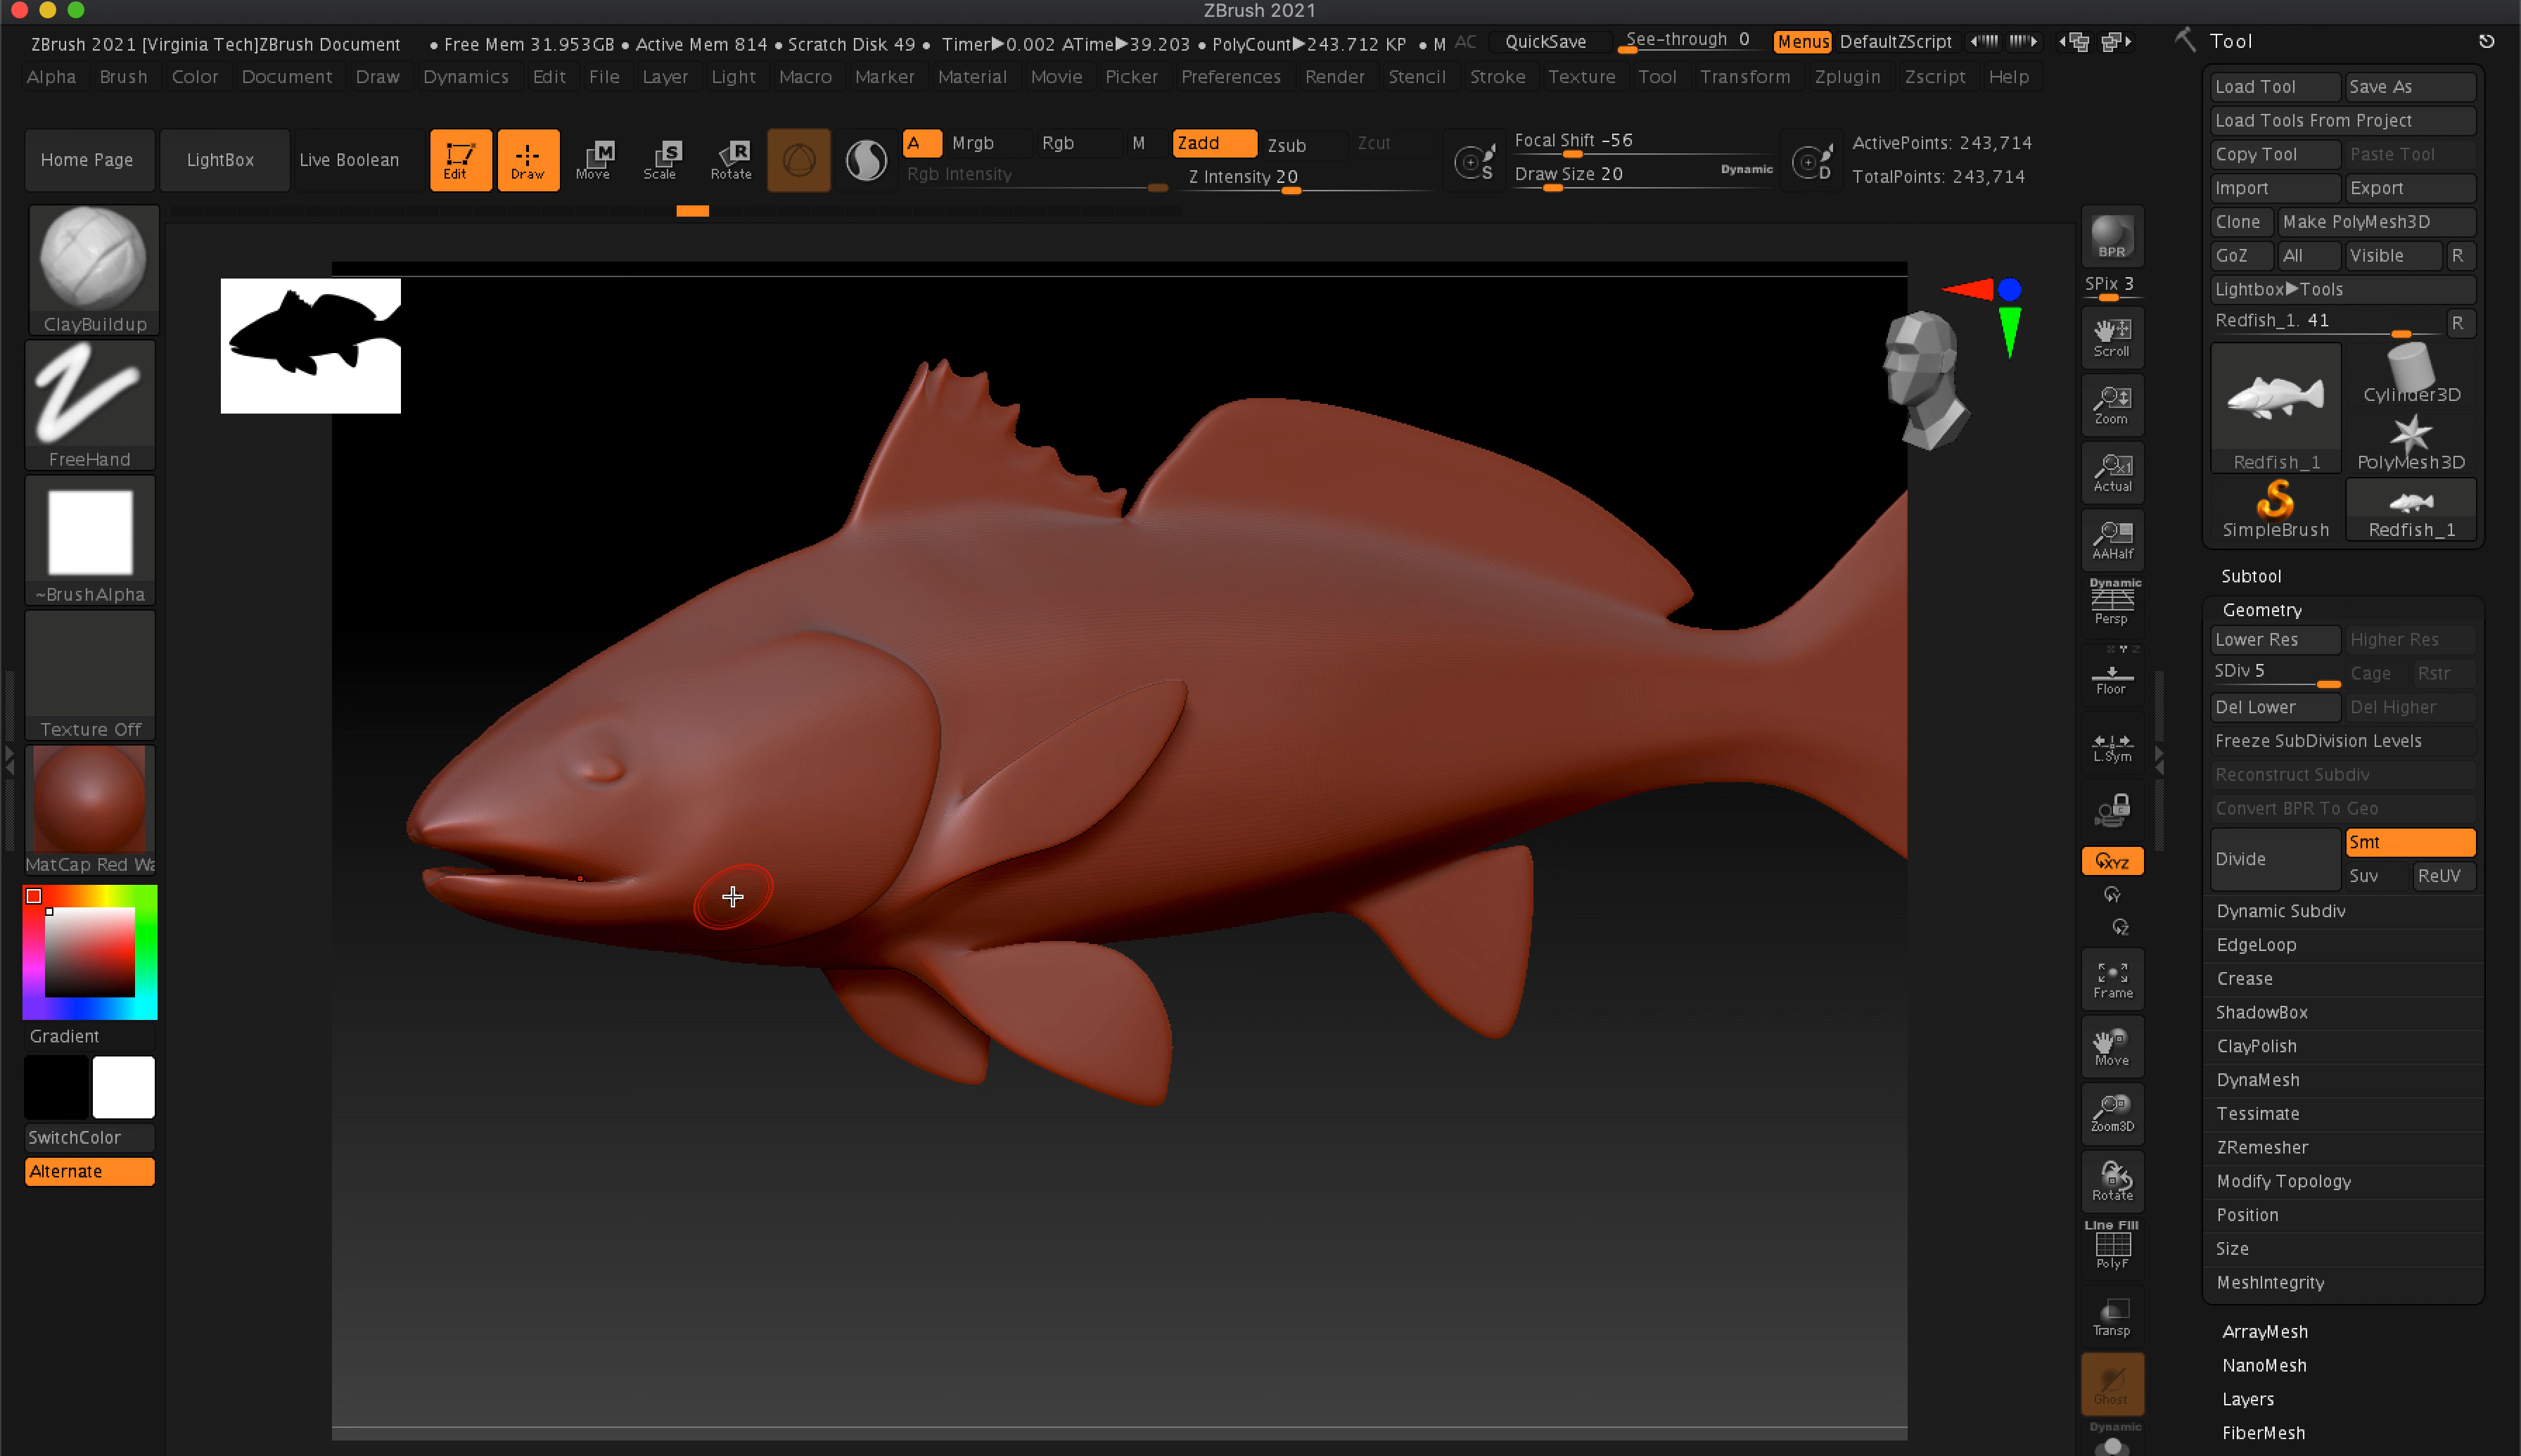 ZBrush 2021
ZBrush 2021 [Virginia Tech]ZBrush Document • Free Mem 31.953GB • Active Mem 814 • Scratch Disk 49 • Timer▶0.002 ATime▶39.203 • PolyCount▶243.712 KP • M AC QuickSave See-through 0 Menus DefaultZScript
Alpha Brush Color Document Draw Dynamics Edit File Layer Light Macro Marker Material Movie Picker Preferences Render Stencil Stroke Texture Tool Transform Zplugin Zscript Help
Home Page LightBox Live Boolean Edit Draw Move Scale Rotate
M S R
A Mrgb Rgb M Zadd Zsub Zcut
Rgb Intensity Z Intensity 20
S Focal Shift -56
Draw Size 20 Dynamic
D ActivePoints: 243,714
TotalPoints: 243,714
ClayBuildup
FreeHand
~BrushAlpha
Texture Off
MatCap Red Wa
Gradient
SwitchColor
Alternate
BPR
SPix 3
Scroll
Zoom
x1
Actual
AAHalf
Dynamic
Persp
X Y Z
Floor
L.Sym
XYZ
Y
Z
Frame
Move
Zoom3D
Rotate
Line Fill
PolyF
Transp
Ghost
Dynamic
Tool
Load Tool Save As
Load Tools From Project
Copy Tool Paste Tool
Import Export
Clone Make PolyMesh3D
GoZ All Visible R
Lightbox▶Tools
Redfish_1. 41 R
Redfish_1 Cylinder3D
PolyMesh3D
SimpleBrush Redfish_1
Subtool
Geometry
Lower Res Higher Res
SDiv 5 Cage Rstr
Del Lower Del Higher
Freeze SubDivision Levels
Reconstruct Subdiv
Convert BPR To Geo
Divide Smt
Suv ReUV
Dynamic Subdiv
EdgeLoop
Crease
ShadowBox
ClayPolish
DynaMesh
Tessimate
ZRemesher
Modify Topology
Position
Size
MeshIntegrity
ArrayMesh
NanoMesh
Layers
FiberMesh